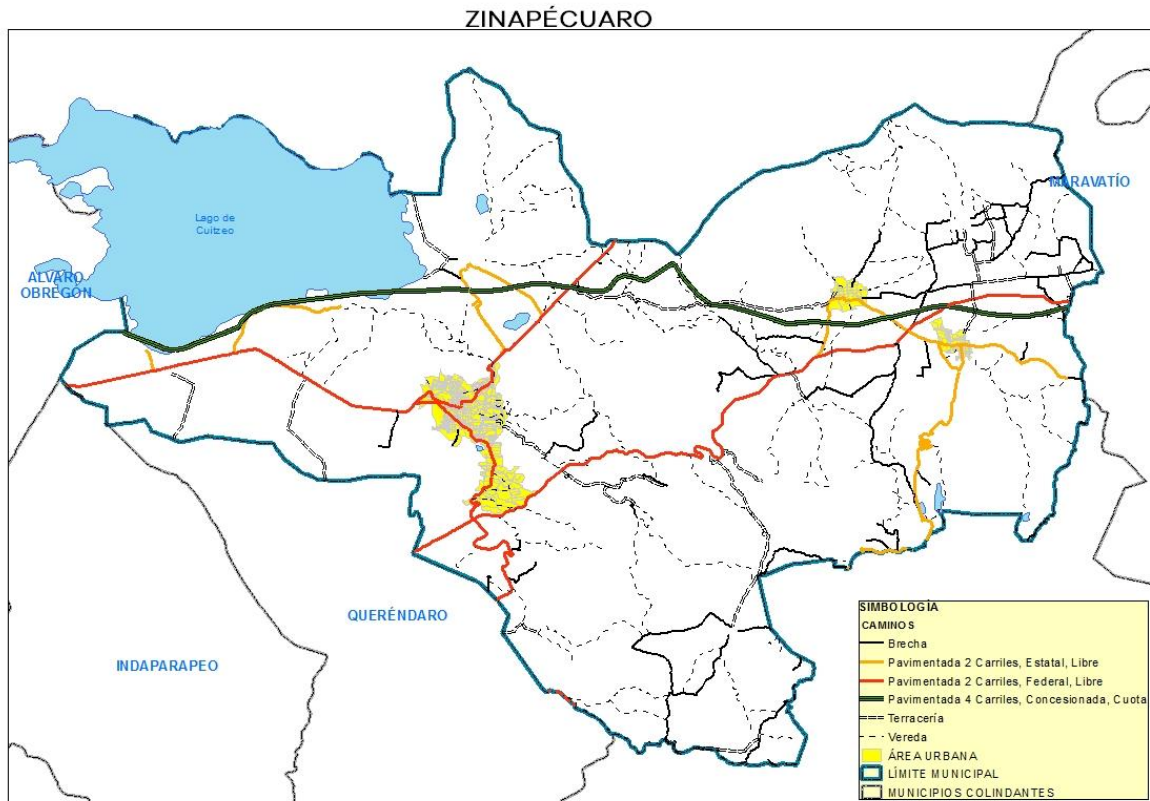 ZINAPÉCUARO
MARAVATÍO
Lago de
Cuitzeo
ALVARO
OBREGÓN
QUERÉNDARO
INDAPARAPEO
SIMBOLOGÍA
CAMINOS
Brecha
Pavimentada 2 Carriles, Estatal, Libre
Pavimentada 2 Carriles, Federal, Libre
Pavimentada 4 Carriles, Concesionada, Cuota
Terracería
Vereda
ÁREA URBANA
LÍMITE MUNICIPAL
MUNICIPIOS COLINDANTES